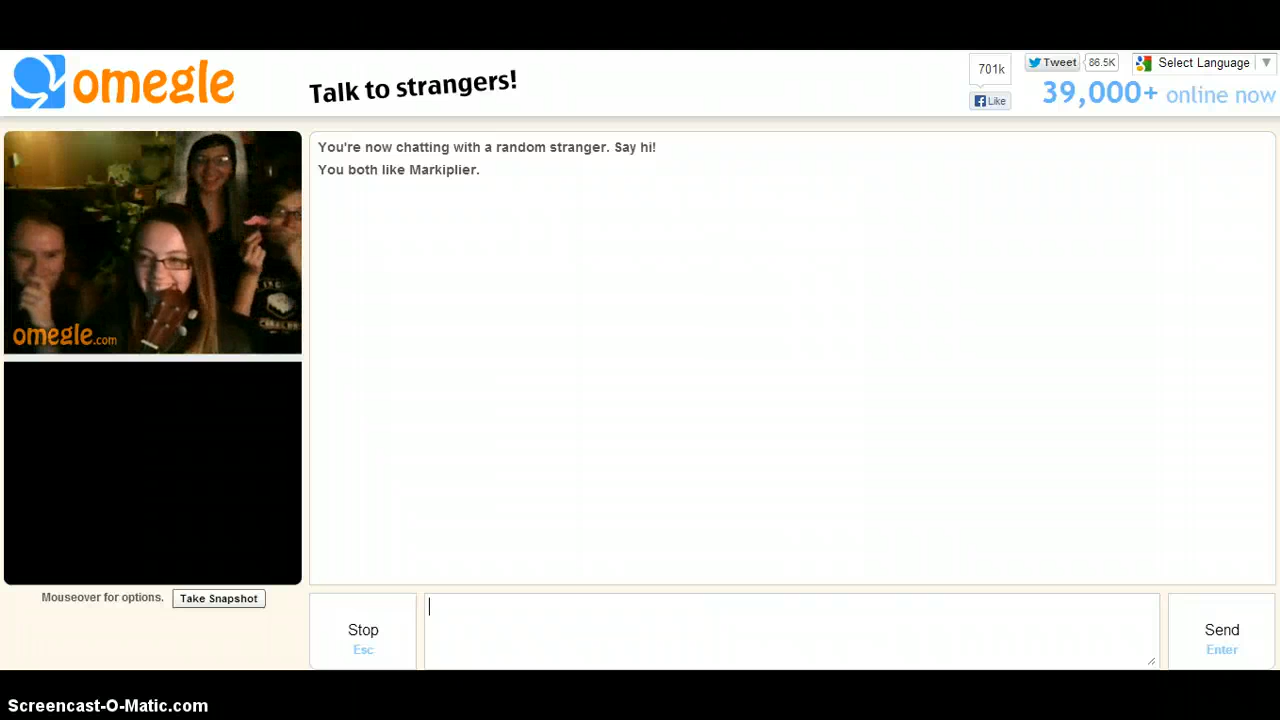 omegle
Talk to strangers!
701k
Like
Tweet
86.5K
Select Language
39,000+ online now
omegle.com
You're now chatting with a random stranger. Say hi!
You both like Markiplier.
Mouseover for options.
Take Snapshot
Stop
Esc
Send
Enter
Screencast-O-Matic.com